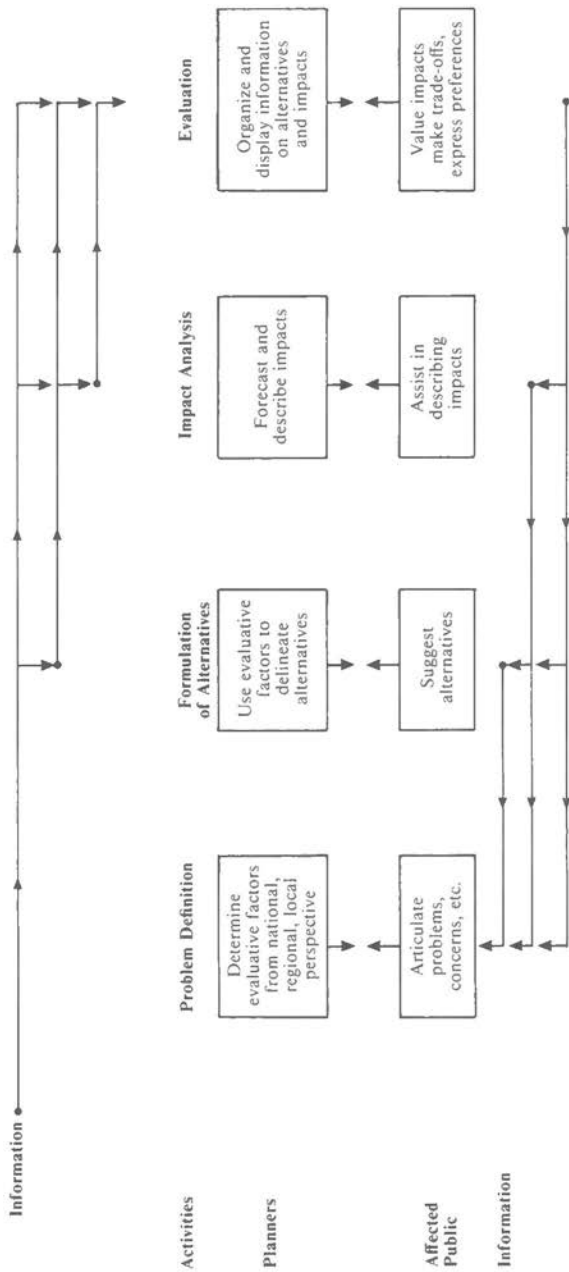 Information
Activities
Problem Definition
Formulation
of Alternatives
Impact Analysis
Evaluation
Planners
Determine
evaluative factors
from national,
regional, local
perspective
Use evaluative
factors to
delineate
alternatives
Forecast and
describe impacts
Organize and
display information
on alternatives
and impacts
Affected
Public
Articulate
problems,
concerns, etc.
Suggest
alternatives
Assist in
describing
impacts
Value impacts
make trade-offs,
express preferences
Information